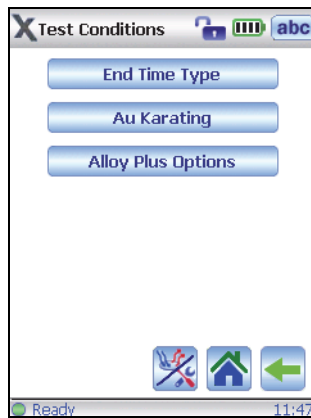 X Test Conditions abc
End Time Type
Au Karating
Alloy Plus Options
Ready 11:47